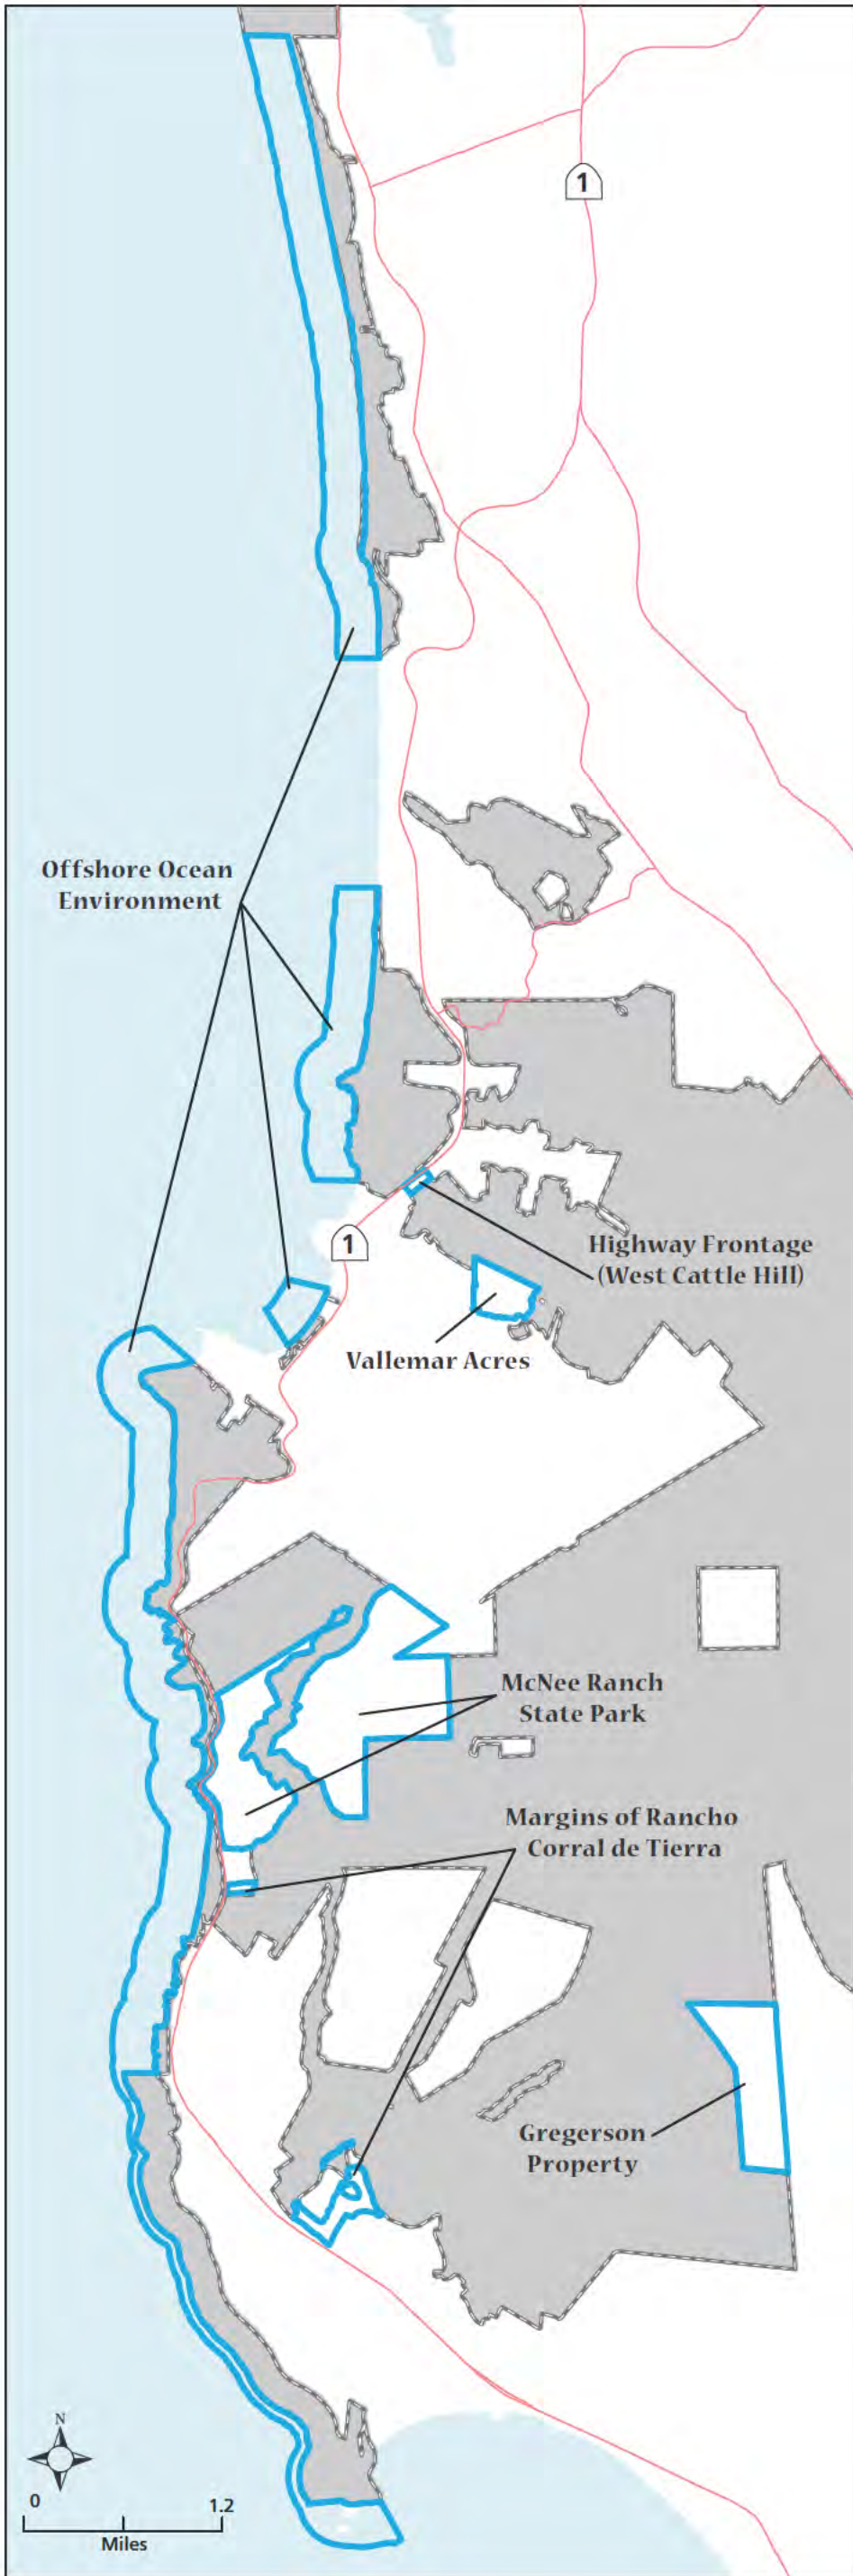 1
Offshore Ocean
Environment
1
Highway Frontage
(West Cattle Hill)
Vallemar Acres
McNee Ranch
State Park
Margins of Rancho
Corral de Tierra
Gregerson
Property
N
0 1.2
Miles